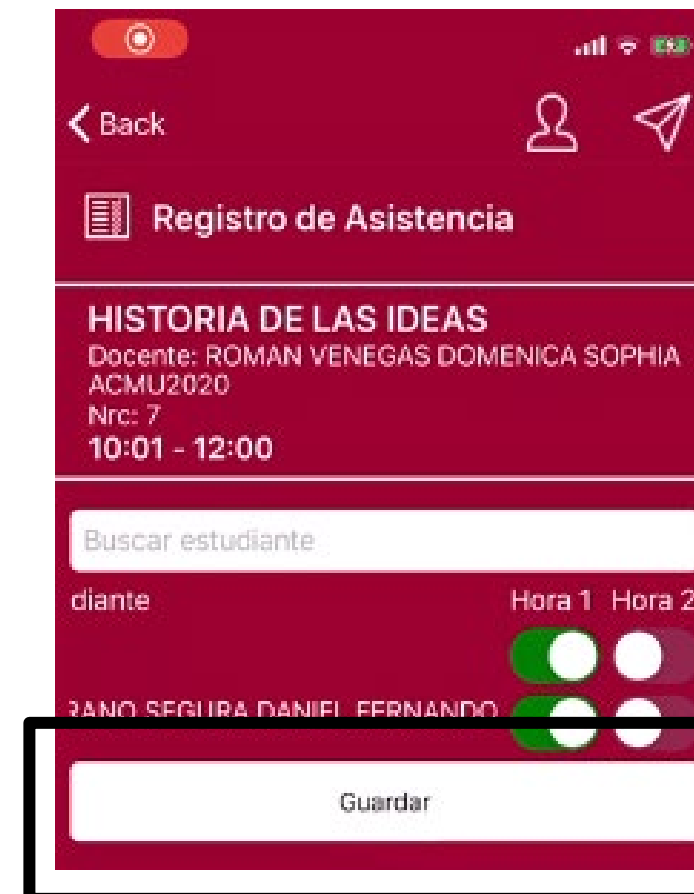 Back
Registro de Asistencia
HISTORIA DE LAS IDEAS
Docente: ROMAN VENEGAS DOMENICA SOPHIA
ACMU2020
Nrc: 7
10:01 - 12:00
Buscar estudiante
diante Hora 1 Hora 2
RANO SEGURA DANIEL FERNANDO
Guardar